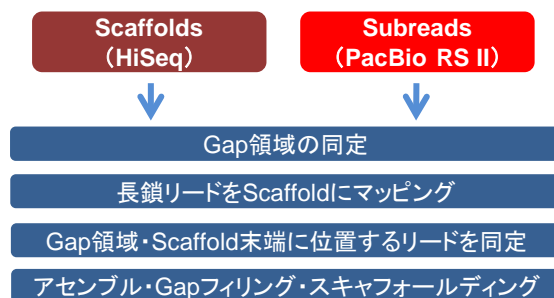 Scaffolds
（HiSeq）
Subreads
（PacBio RS II）
Gap領域の同定
長鎖リードをScaffoldにマッピング
Gap領域・Scaffold末端に位置するリードを同定
アセンブル・Gapフィリング・スキャフォールディング